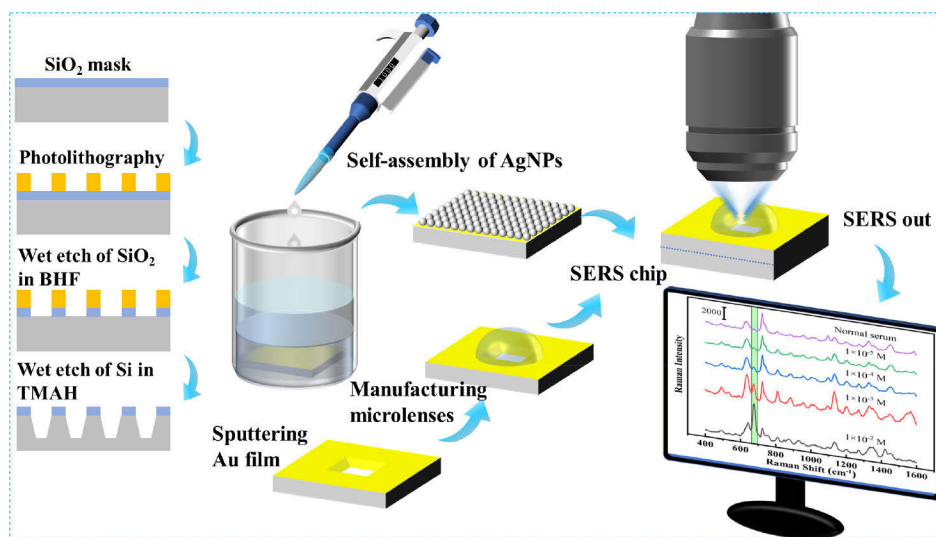 SiO₂ mask
Photolithography
Wet etch of SiO₂
in BHF
Wet etch of Si in
TMAH
Self-assembly of AgNPs
Manufacturing
microlenses
Sputtering
Au film
SERS chip
SERS out
2000
Normal serum
1×10⁻⁵ M
1×10⁻⁴ M
1×10⁻³ M
1×10⁻² M
Raman Intensity
400 600 800 1000 1200 1400 1600
Raman Shift (cm⁻¹)